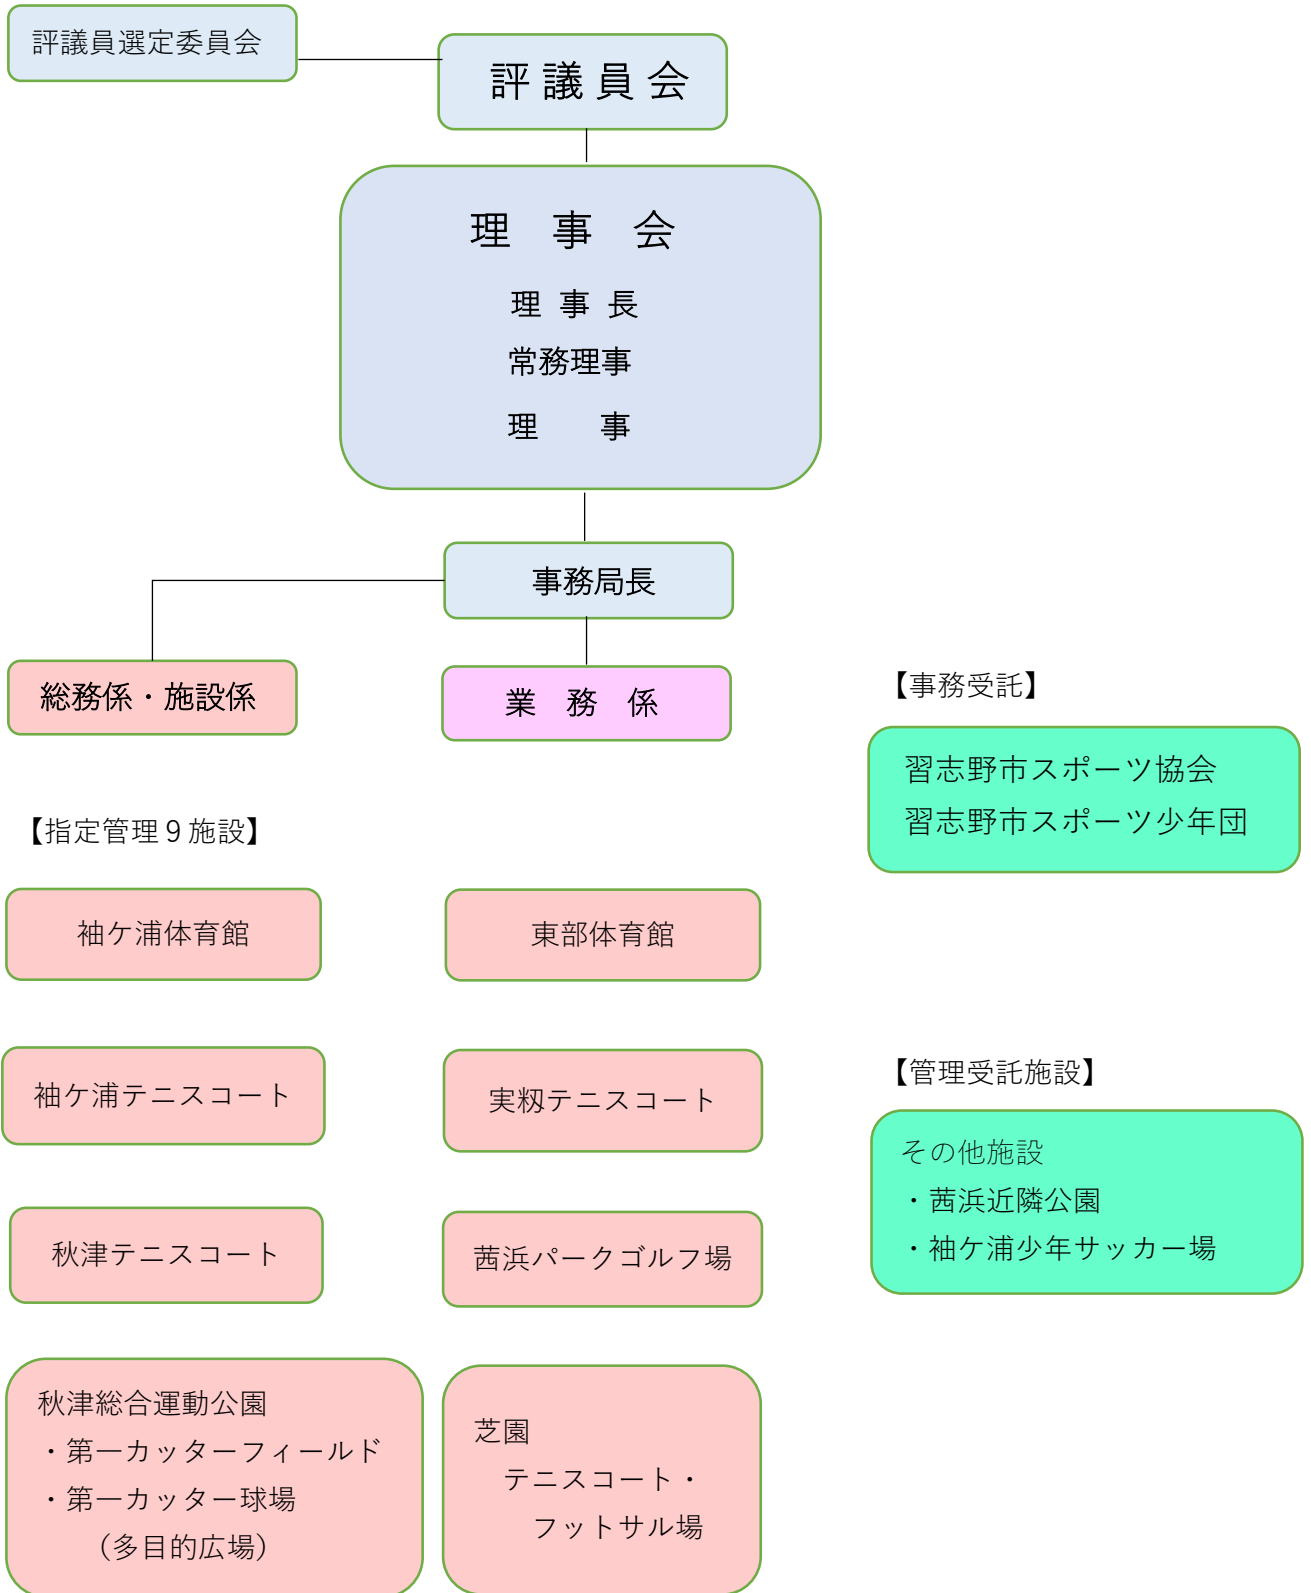 評議員選定委員会
評議員会
理　事　会
理 事 長
常務理事
理　　事
事務局長
総務係・施設係
業　務　係
【事務受託】
習志野市スポーツ協会
習志野市スポーツ少年団
【指定管理９施設】
袖ケ浦体育館
東部体育館
袖ケ浦テニスコート
実籾テニスコート
【管理受託施設】
その他施設
・茜浜近隣公園
・袖ケ浦少年サッカー場
秋津テニスコート
茜浜パークゴルフ場
秋津総合運動公園
・第一カッターフィールド
・第一カッター球場
（多目的広場）
芝園
テニスコート・
フットサル場